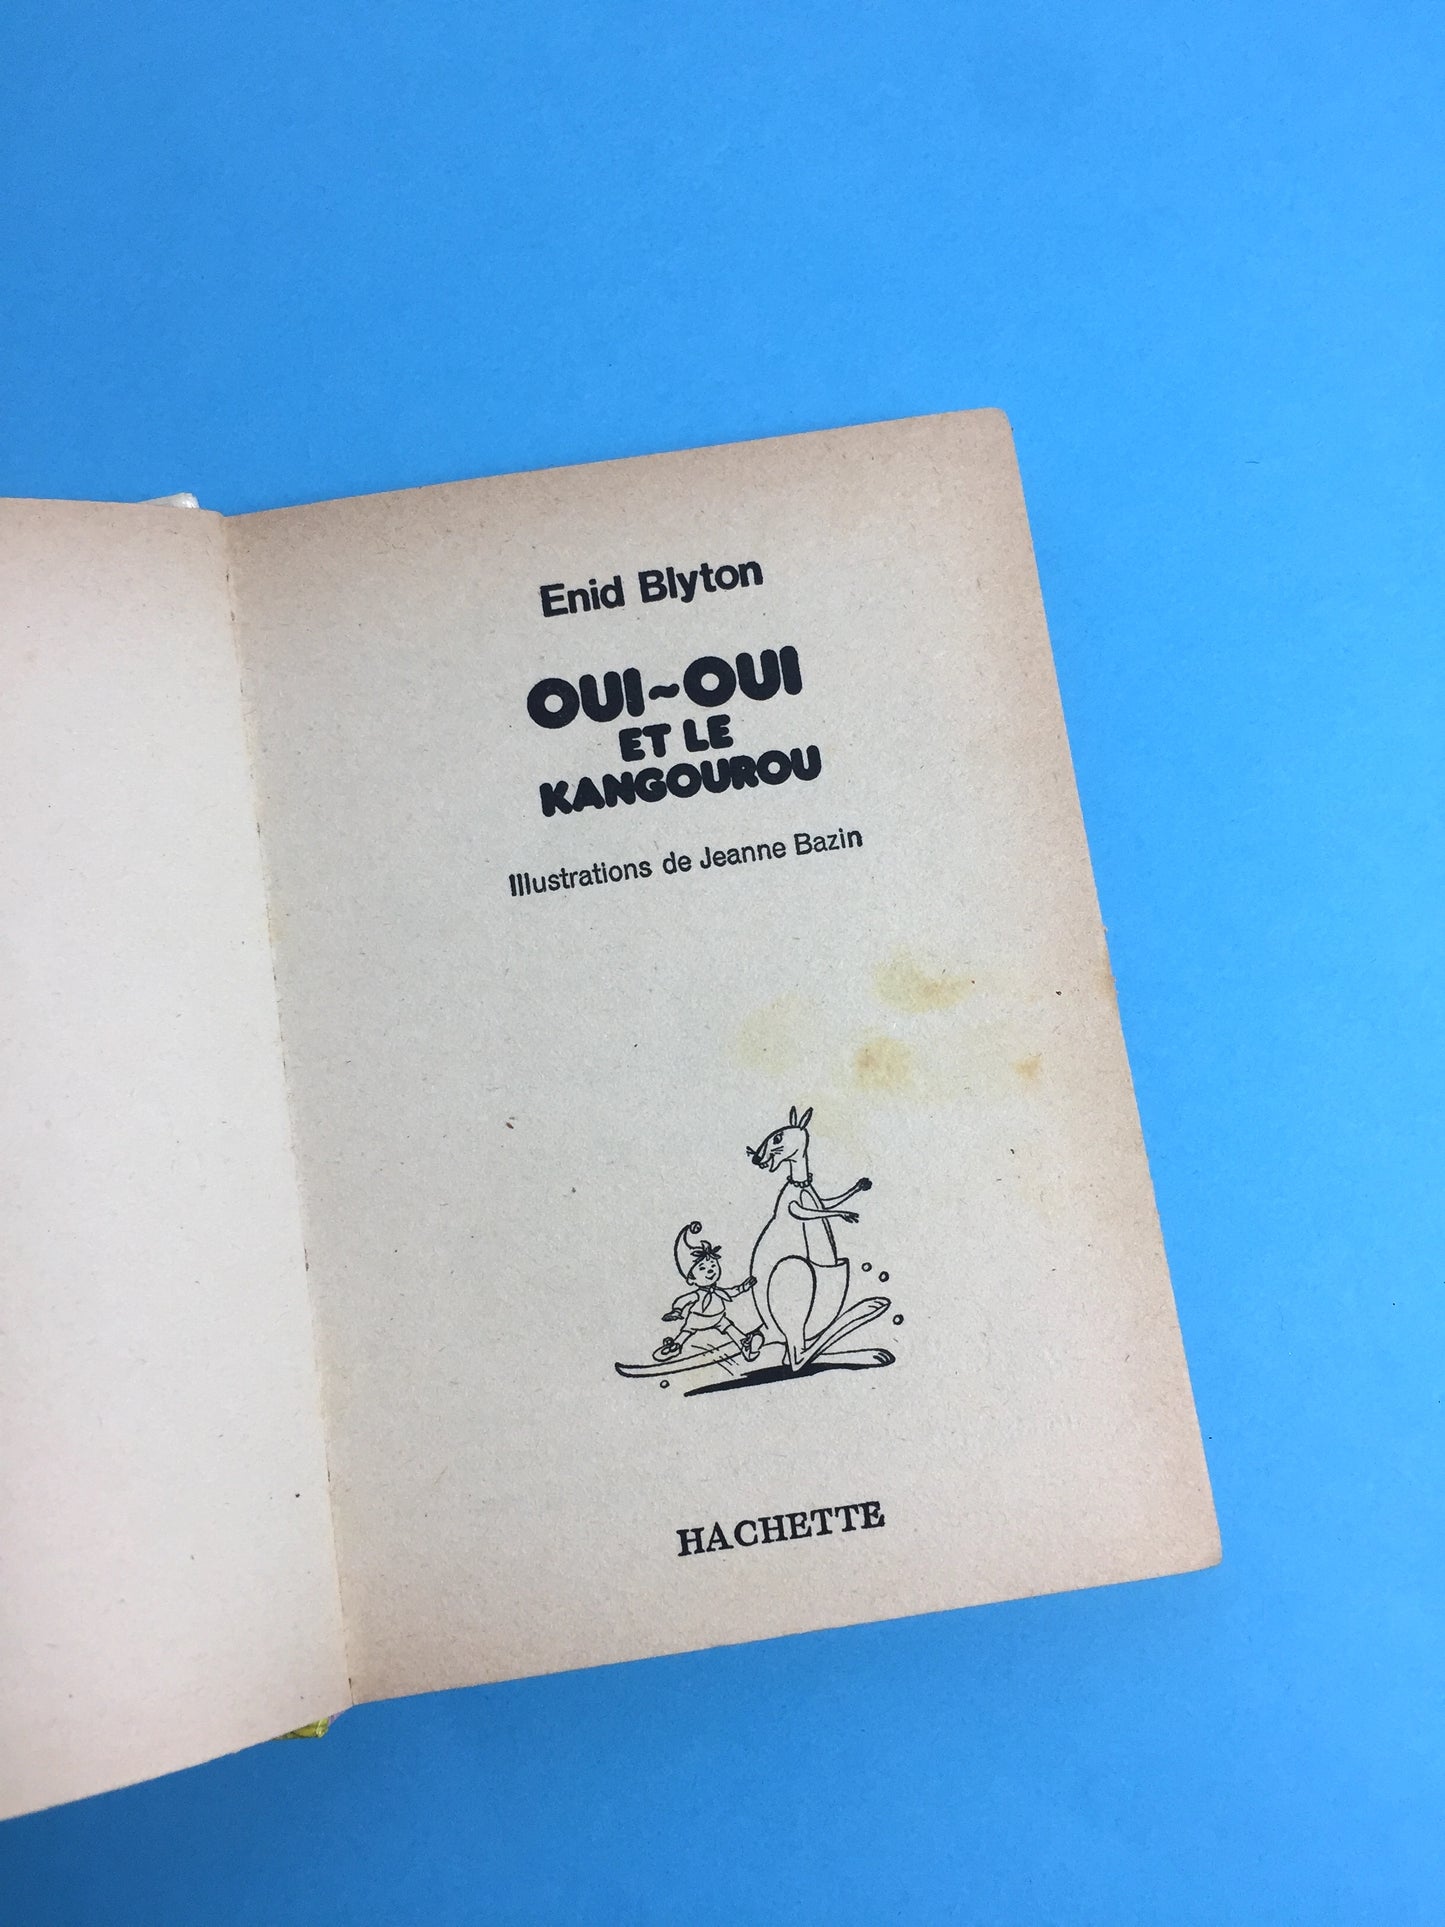 Enid Blyton
OUI~OUI
ET LE
KANGOUROU
Illustrations de Jeanne Bazin
HACHETTE